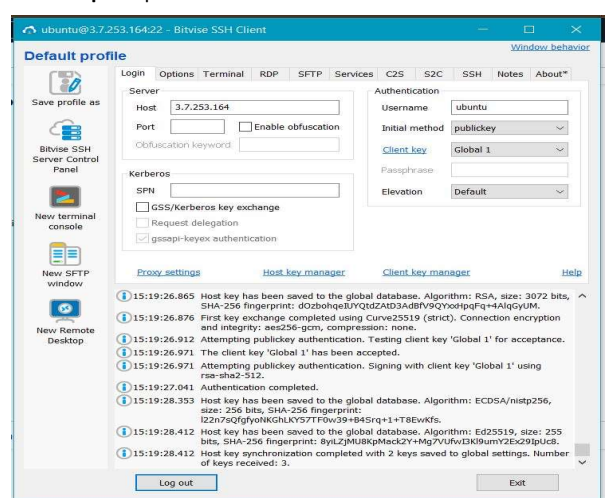 ubuntu@3.7.253.164:22 - Bitvise SSH Client
Default profile
Window behavior
Save profile as
Bitvise SSH
Server Control
Panel
New terminal
console
New SFTP
window
New Remote
Desktop
Login Options Terminal RDP SFTP Services C2S S2C SSH Notes About*
Server
Host 3.7.253.164
Port Enable obfuscation
Obfuscation keyword
Kerberos
SPN
GSS/Kerberos key exchange
Request delegation
gssapi-keyex authentication
Authentication
Username ubuntu
Initial method publickey
Client key Global 1
Passphrase
Elevation Default
Proxy settings Host key manager Client key manager Help
15:19:26.865 Host key has been saved to the global database. Algorithm: RSA, size: 3072 bits,
SHA-256 fingerprint:
15:19:26.876 First key exchange completed using Curve25519 (strict). Connection encryption
and integrity: aes256-gcm, compression: none.
15:19:26.912 Attempting publickey authentication. Testing client key 'Global 1' for acceptance.
15:19:26.971 The client key 'Global 1' has been accepted.
15:19:26.971 Attempting publickey authentication. Signing with client key 'Global 1' using
rsa-sha2-512.
15:19:27.041 Authentication completed.
15:19:28.353 Host key has been saved to the global database. Algorithm: ECDSA/nistp256,
size: 256 bits, SHA-256 fingerprint:
15:19:28.412 Host key has been saved to the global database. Algorithm: Ed25519, size: 255
bits, SHA-256 fingerprint:
15:19:28.412 Host key synchronization completed with 2 keys saved to global settings. Number
of keys received: 3.
Log out Exit